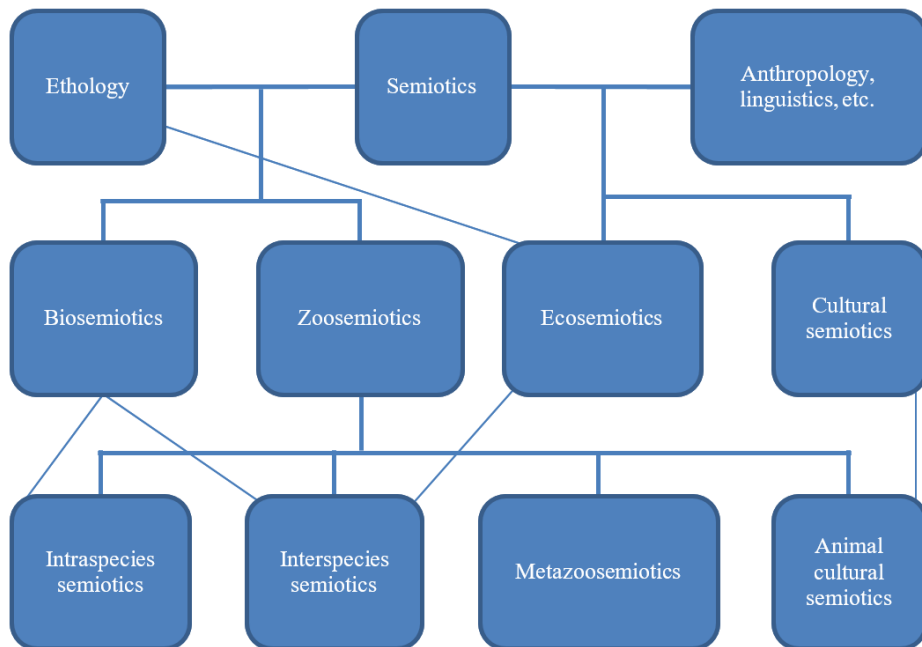 Ethology
Semiotics
Anthropology,
linguistics, etc.
Biosemiotics
Zoosemiotics
Ecosemiotics
Cultural
semiotics
Intraspecies
semiotics
Interspecies
semiotics
Metazoosemiotics
Animal
cultural
semiotics